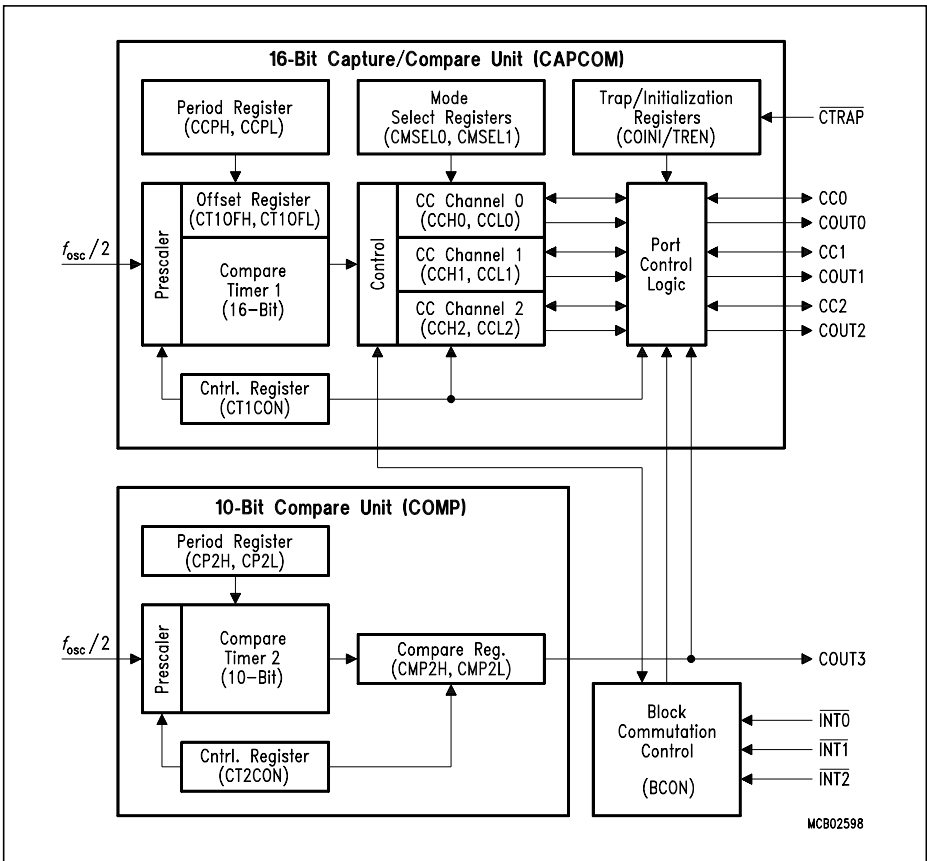 16-Bit Capture/Compare Unit (CAPCOM)
Period Register
(CCPH, CCPL)
Mode
Select Registers
(CMSEL0, CMSEL1)
Trap/Initialization
Registers
(COINI/TREN)
CTRAP
fosc/2
Prescaler
Offset Register
(CT1OFH, CT1OFL)
Compare
Timer 1
(16-Bit)
Control
CC Channel 0
(CCH0, CCL0)
CC Channel 1
(CCH1, CCL1)
CC Channel 2
(CCH2, CCL2)
Port
Control
Logic
CC0
COUT0
CC1
COUT1
CC2
COUT2
Cntrl. Register
(CT1CON)
10-Bit Compare Unit (COMP)
Period Register
(CP2H, CP2L)
fosc/2
Prescaler
Compare
Timer 2
(10-Bit)
Compare Reg.
(CMP2H, CMP2L)
COUT3
Cntrl. Register
(CT2CON)
Block
Commutation
Control
(BCON)
INT0
INT1
INT2
MCB02598